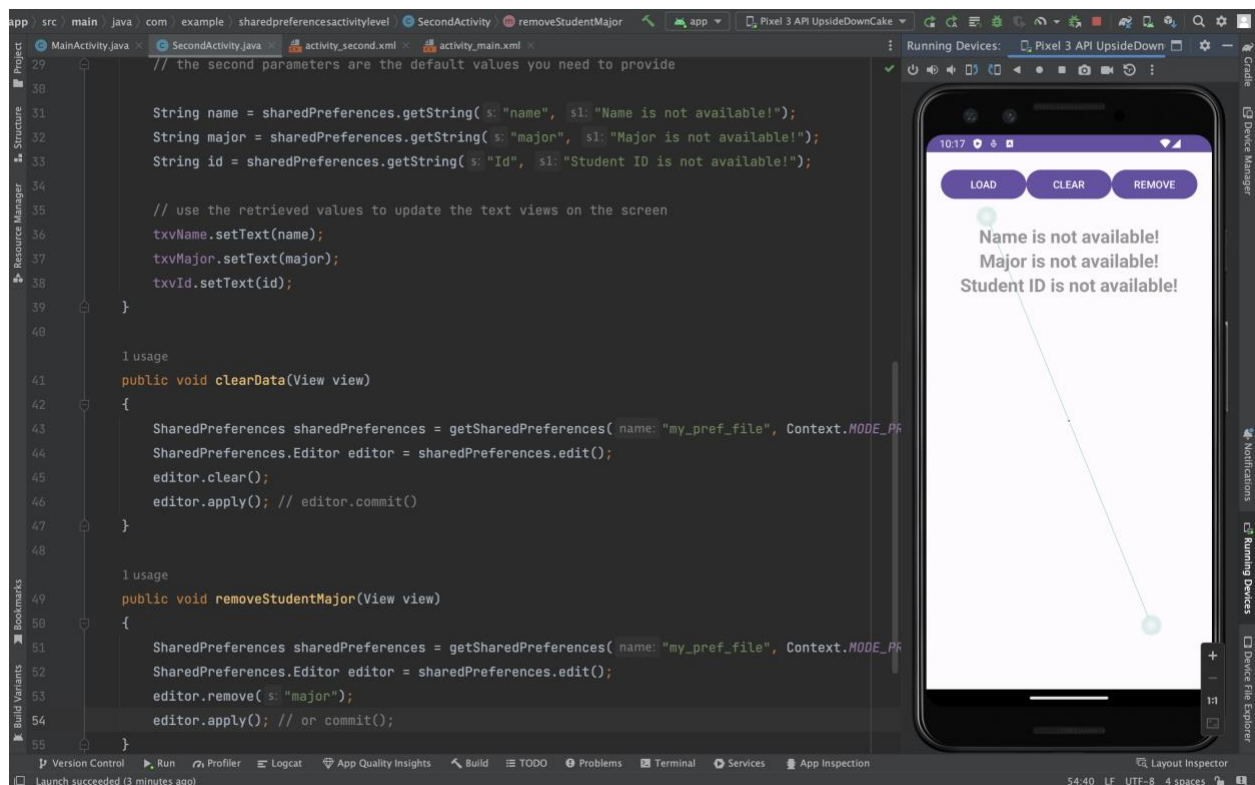 app > src > main > java > com > example > sharedpreferencesactivitylevel > SecondActivity > removeStudentMajor
app
Pixel 3 API UpsideDownCake
MainActivity.java
SecondActivity.java
activity_second.xml
activity_main.xml
Running Devices: Pixel 3 API UpsideDown
29 // the second parameters are the default values you need to provide
30
31 String name = sharedPreferences.getString( s: "name", s1: "Name is not available!");
32 String major = sharedPreferences.getString( s: "major", s1: "Major is not available!");
33 String id = sharedPreferences.getString( s: "Id", s1: "Student ID is not available!");
34
35 // use the retrieved values to update the text views on the screen
36 txvName.setText(name);
37 txvMajor.setText(major);
38 txvId.setText(id);
39 }
40
1 usage
41 public void clearData(View view)
42 {
43 SharedPreferences sharedPreferences = getSharedPreferences( name: "my_pref_file", Context.MODE_PR
44 SharedPreferences.Editor editor = sharedPreferences.edit();
45 editor.clear();
46 editor.apply(); // editor.commit()
47 }
48
1 usage
49 public void removeStudentMajor(View view)
50 {
51 SharedPreferences sharedPreferences = getSharedPreferences( name: "my_pref_file", Context.MODE_PR
52 SharedPreferences.Editor editor = sharedPreferences.edit();
53 editor.remove( s: "major");
54 editor.apply(); // or commit();
55 }
10:17
LOAD CLEAR REMOVE
Name is not available!
Major is not available!
Student ID is not available!
1:1
Project
Structure
Resource Manager
Bookmarks
Build Variants
Gradle
Device Manager
Notifications
Running Devices
Device File Explorer
Version Control Run Profiler Logcat App Quality Insights Build TODO Problems Terminal Services App Inspection Layout Inspector
Launch succeeded (3 minutes ago) 54:40 LF UTF-8 4 spaces